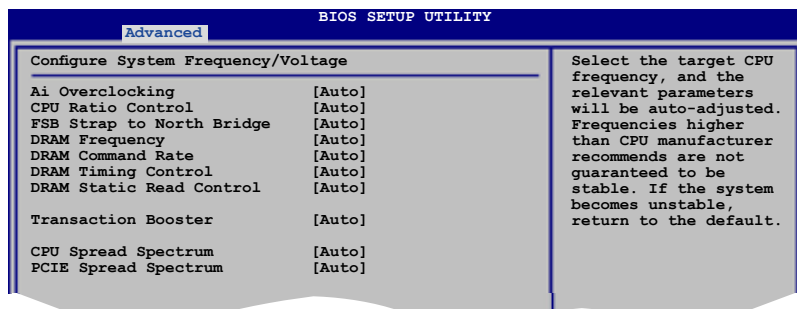 BIOS SETUP UTILITY
Advanced
Configure System Frequency/Voltage
Ai Overclocking [Auto]
CPU Ratio Control [Auto]
FSB Strap to North Bridge [Auto]
DRAM Frequency [Auto]
DRAM Command Rate [Auto]
DRAM Timing Control [Auto]
DRAM Static Read Control [Auto]
Transaction Booster [Auto]
CPU Spread Spectrum [Auto]
PCIE Spread Spectrum [Auto]
Select the target CPU
frequency, and the
relevant parameters
will be auto-adjusted.
Frequencies higher
than CPU manufacturer
recommends are not
guaranteed to be
stable. If the system
becomes unstable,
return to the default.